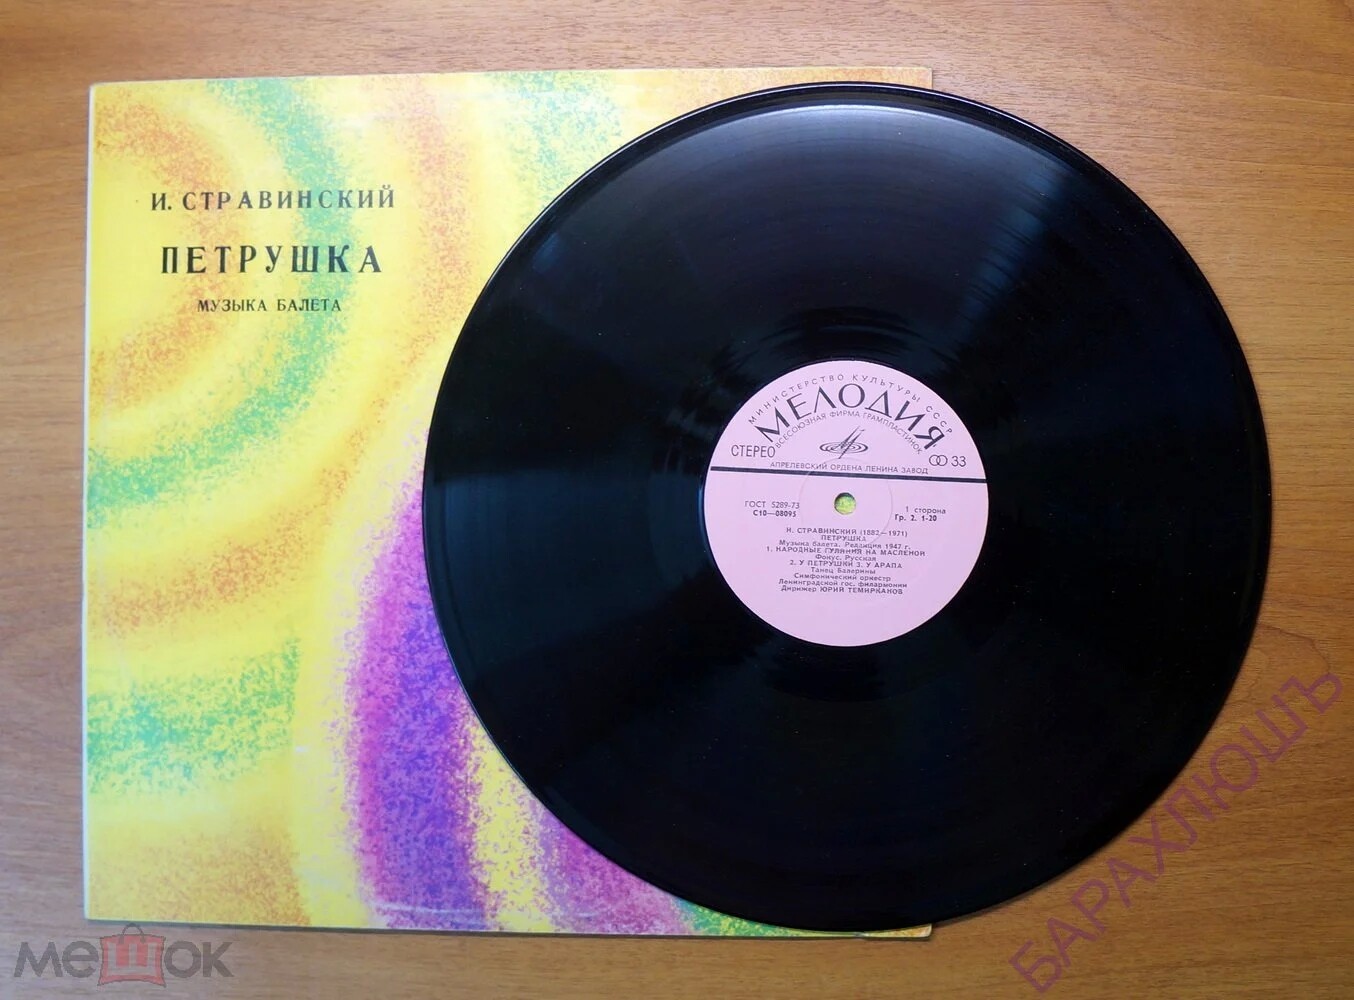 И. СТРАВИНСКИЙ
ПЕТРУШКА
МУЗЫКА БАЛЕТА
МИНИСТЕРСТВО КУЛЬТУРЫ СССР
МЕЛОДИЯ
ВСЕСОЮЗНАЯ ФИРМА ГРАМПЛАСТИНОК
СТЕРЕО
33
АПРЕЛЕВСКИЙ ОРДЕНА ЛЕНИНА ЗАВОД
ГОСТ 5289-73
С10—08095
1 сторона
Гр. 2. 1-20
И. СТРАВИНСКИЙ (1882—1971)
ПЕТРУШКА
Музыка балета. Редакция 1947 г.
1. НАРОДНЫЕ ГУЛЯНИЯ НА МАСЛЕНОЙ
Фокус. Русская
2. У ПЕТРУШКИ 3. У АРАПА
Танец Балерины
Симфонический оркестр
Ленинградской гос. филармонии
Дирижер ЮРИЙ ТЕМИРКАНОВ
БАРАХЛЮШЪ
мешок